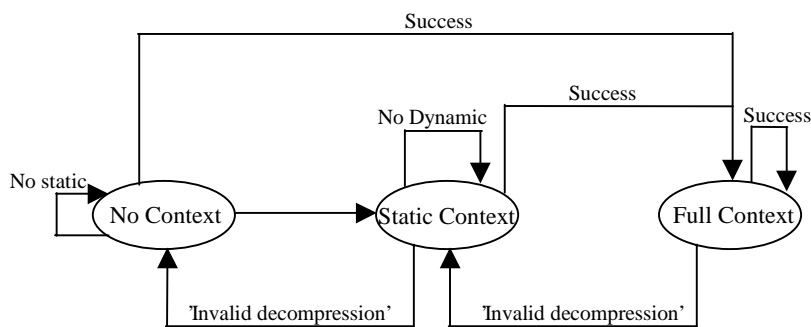 Success
Success
No Dynamic
Success
No static
No Context
Static Context
Full Context
'Invalid decompression'
'Invalid decompression'